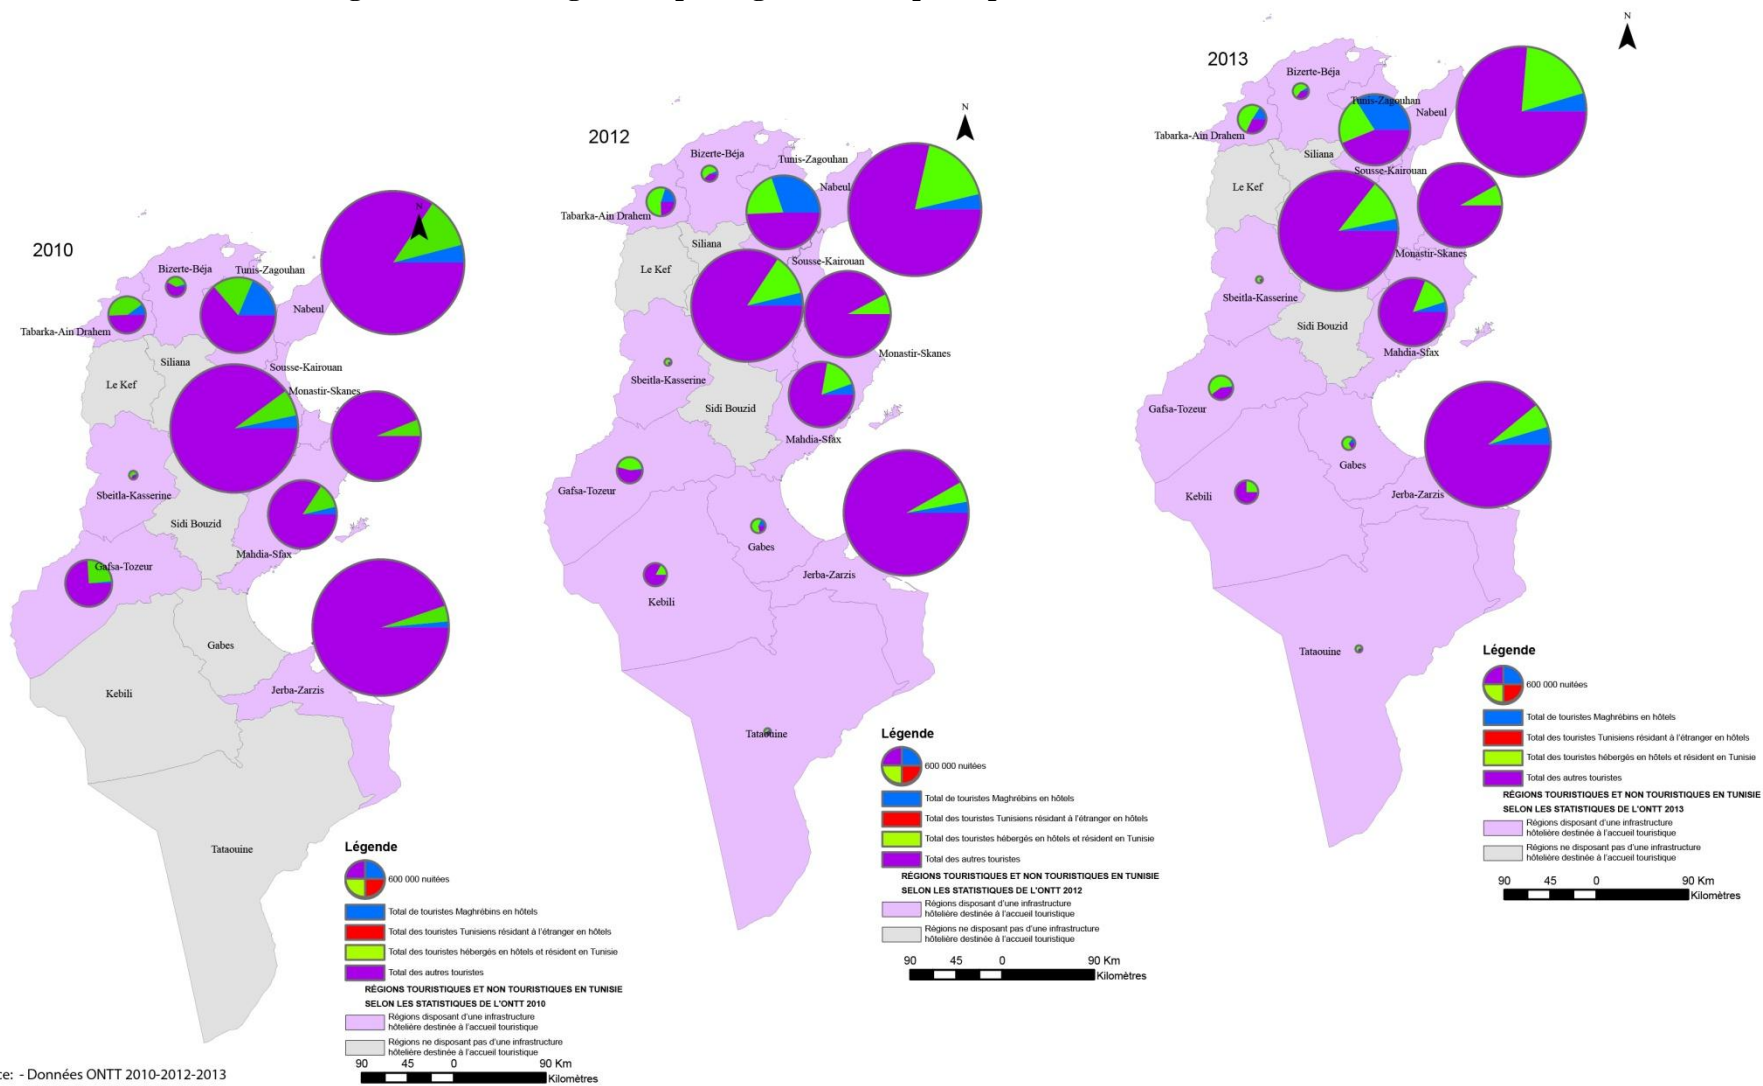 2010
N
Bizerte-Béja
Tunis-Zagouhan
Nabeul
Tabarka-Ain Drahem
Siliana
Sousse-Kairouan
Le Kef
Monastir-Skanes
Sbeitla-Kasserine
Sidi Bouzid
Mahdia-Sfax
Gafsa-Tozeur
Gabes
Kebili
Jerba-Zarzis
Tataouine
Légende
600 000 nuitées
Total de touristes Maghrébins en hôtels
Total des touristes Tunisiens résidant à l'étranger en hôtels
Total des touristes hébergés en hôtels et résident en Tunisie
Total des autres touristes
RÉGIONS TOURISTIQUES ET NON TOURISTIQUES EN TUNISIE
SELON LES STATISTIQUES DE L'ONTT 2010
Régions disposant d'une infrastructure
hôtelière destinée à l'accueil touristique
Régions ne disposant pas d'une infrastructure
hôtelière destinée à l'accueil touristique
90 45 0 90 Km
Kilomètres
2012
N
Bizerte-Béja
Tunis-Zagouhan
Nabeul
Tabarka-Ain Drahem
Siliana
Sousse-Kairouan
Le Kef
Monastir-Skanes
Sbeitla-Kasserine
Sidi Bouzid
Mahdia-Sfax
Gafsa-Tozeur
Gabes
Jerba-Zarzis
Kebili
Tataouine
Légende
600 000 nuitées
Total de touristes Maghrébins en hôtels
Total des touristes Tunisiens résidant à l'étranger en hôtels
Total des touristes hébergés en hôtels et résident en Tunisie
Total des autres touristes
RÉGIONS TOURISTIQUES ET NON TOURISTIQUES EN TUNISIE
SELON LES STATISTIQUES DE L'ONTT 2012
Régions disposant d'une infrastructure
hôtelière destinée à l'accueil touristique
Régions ne disposant pas d'une infrastructure
hôtelière destinée à l'accueil touristique
90 45 0 90 Km
Kilomètres
2013
N
Bizerte-Béja
Tunis-Zagouhan
Nabeul
Tabarka-Ain Drahem
Siliana
Sousse-Kairouan
Le Kef
Monastir-Skanes
Sbeitla-Kasserine
Sidi Bouzid
Mahdia-Sfax
Gafsa-Tozeur
Gabes
Kebili
Jerba-Zarzis
Tataouine
Légende
600 000 nuitées
Total de touristes Maghrébins en hôtels
Total des touristes Tunisiens résidant à l'étranger en hôtels
Total des touristes hébergés en hôtels et résident en Tunisie
Total des autres touristes
RÉGIONS TOURISTIQUES ET NON TOURISTIQUES EN TUNISIE
SELON LES STATISTIQUES DE L'ONTT 2013
Régions disposant d'une infrastructure
hôtelière destinée à l'accueil touristique
Régions ne disposant pas d'une infrastructure
hôtelière destinée à l'accueil touristique
90 45 0 90 Km
Kilomètres
ce: - Données ONTT 2010-2012-2013